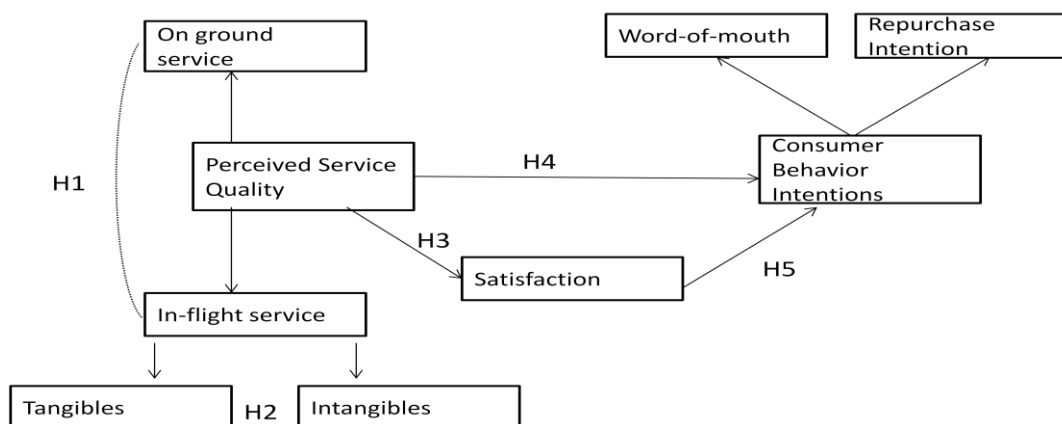 On ground
service
Word-of-mouth
Repurchase
Intention
H1
Perceived Service
Quality
H4
Consumer
Behavior
Intentions
H3
Satisfaction
H5
In-flight service
Tangibles
H2
Intangibles